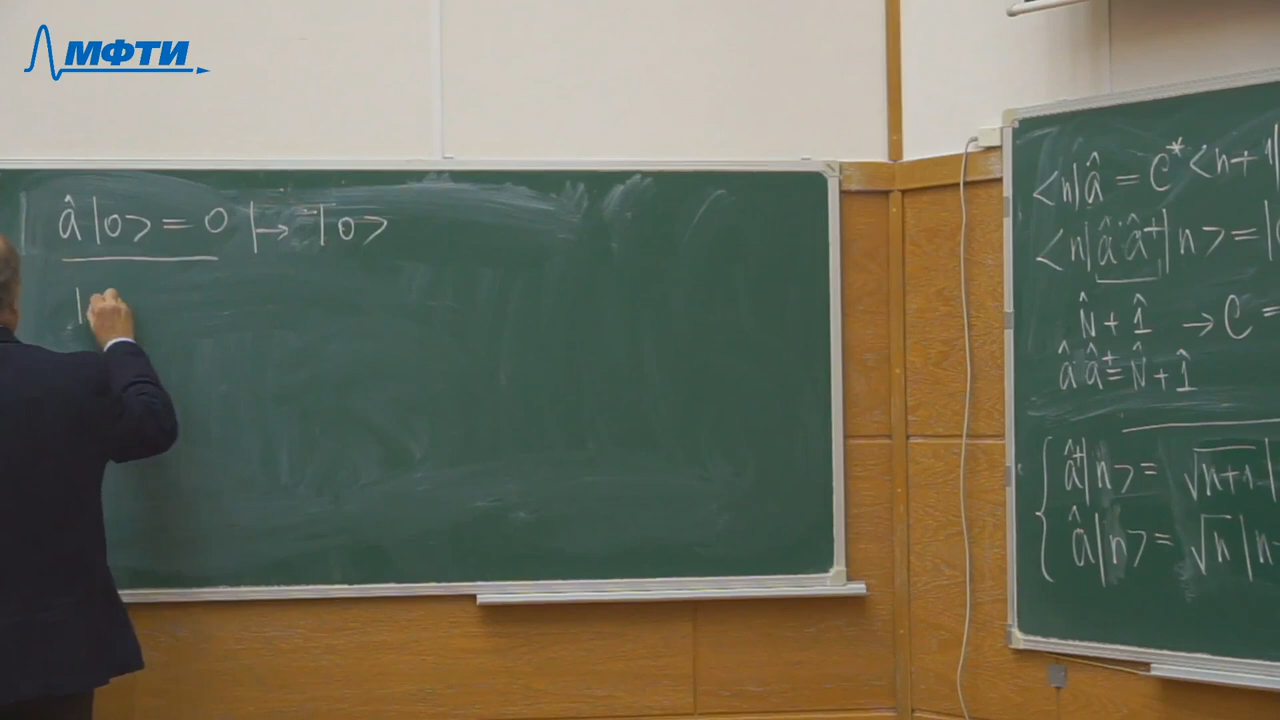 МФТИ
â|0> = 0 |→ |0>
|
<n|â = C* <n+1|
<n|â·â⁺|n> = |C
N̂ + 1̂ → C =
â·â⁺ = N̂ + 1̂
{ â⁺|n> = √(n+1) |
â|n> = √n |n-